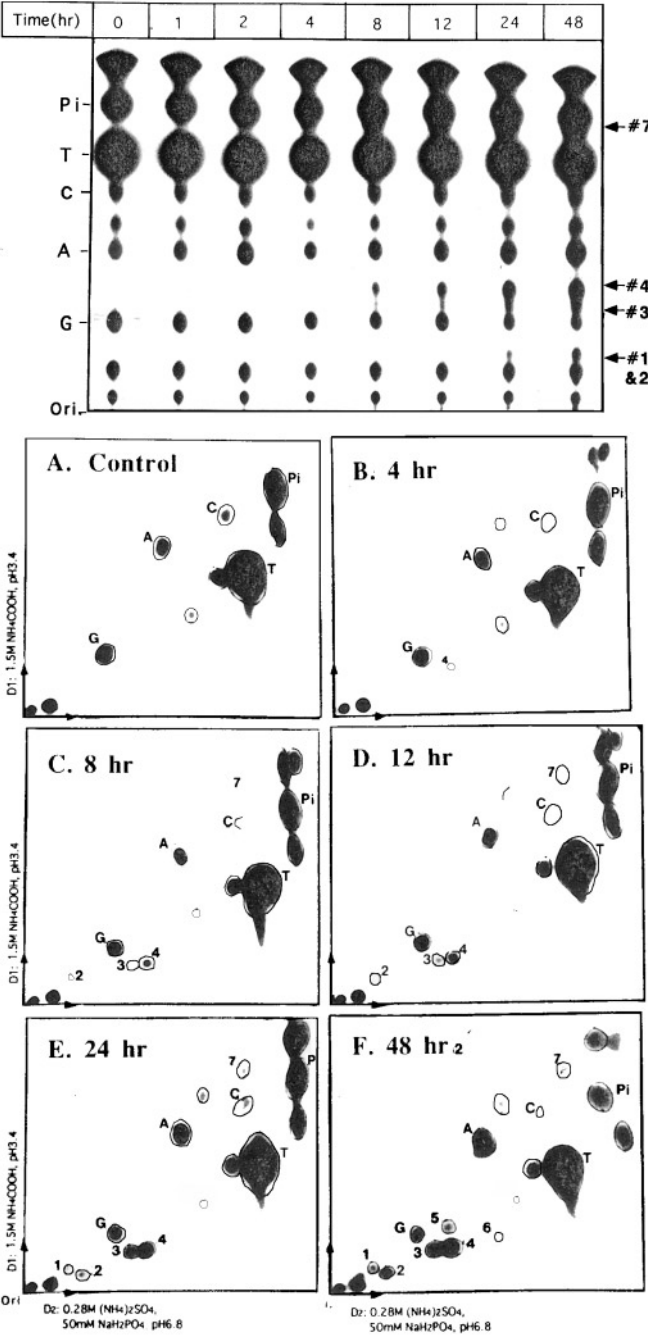 Time(hr) 0 1 2 4 8 12 24 48
Pi
#7
T
C
A
#4
#3
G
#1
&2
Ori.
A. Control
Pi
C
A
T
G
D1: 1.5M NH4COOH, pH3.4
B. 4 hr
Pi
C
A
T
G
4
C. 8 hr
7
Pi
C
A
T
G
3
4
2
D1: 1.5M NH4COOH, pH3.4
D. 12 hr
7
Pi
C
A
T
G
3
4
2
E. 24 hr
7
P
C
A
T
G
3
4
1
2
D1: 1.5M NH4COOH, pH3.4
Ori
D2: 0.28M (NH4)2SO4,
50mM NaH2PO4 pH6.8
F. 48 hr.2
7
Pi
C
A
T
G
5
4
3
6
1
2
D2: 0.28M (NH4)2SO4,
50mM NaH2PO4, pH6.8